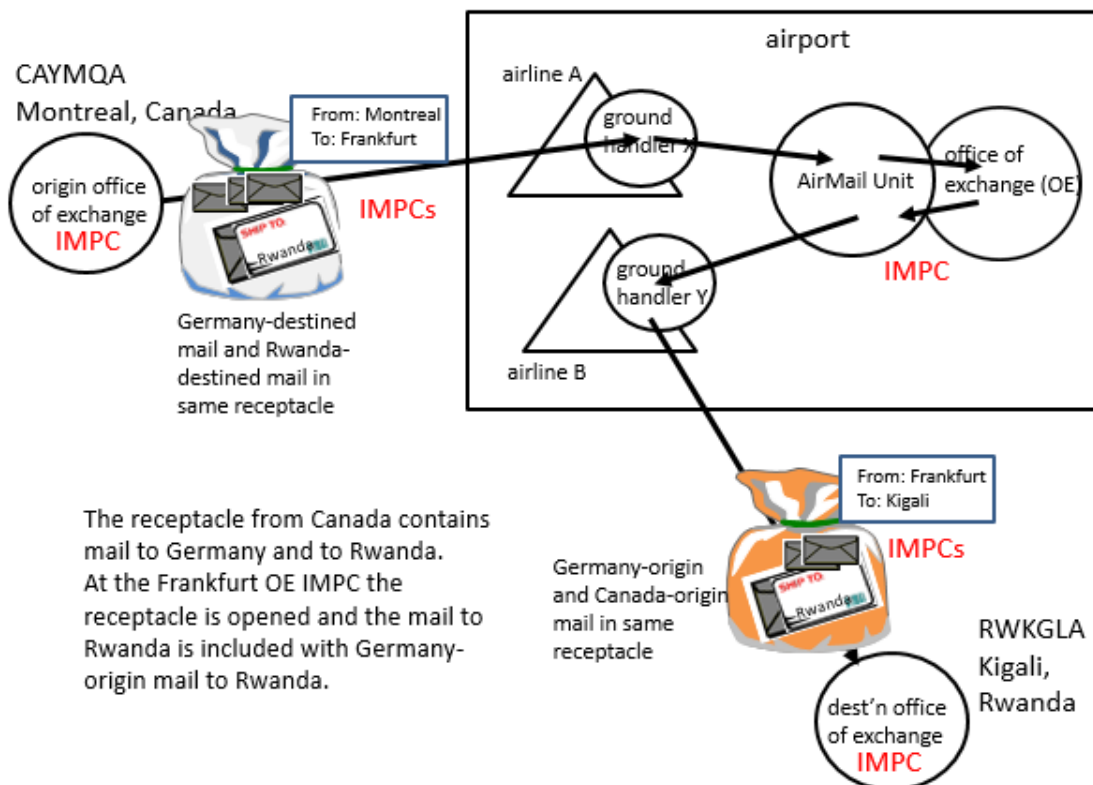 airport
CAYMQA
Montreal, Canada
From: Montreal
To: Frankfurt
origin office
of exchange
IMPC
SHIP TO:
Rwanda
IMPCs
Germany-destined
mail and Rwanda-
destined mail in
same receptacle
airline A
ground
handler X
AirMail Unit
office of
exchange (OE)
IMPC
ground
handler Y
airline B
The receptacle from Canada contains
mail to Germany and to Rwanda.
At the Frankfurt OE IMPC the
receptacle is opened and the mail to
Rwanda is included with Germany-
origin mail to Rwanda.
From: Frankfurt
To: Kigali
IMPCs
Germany-origin
and Canada-origin
mail in same
receptacle
SHIP TO:
Rwanda
RWKGLA
Kigali,
Rwanda
dest'n office
of exchange
IMPC